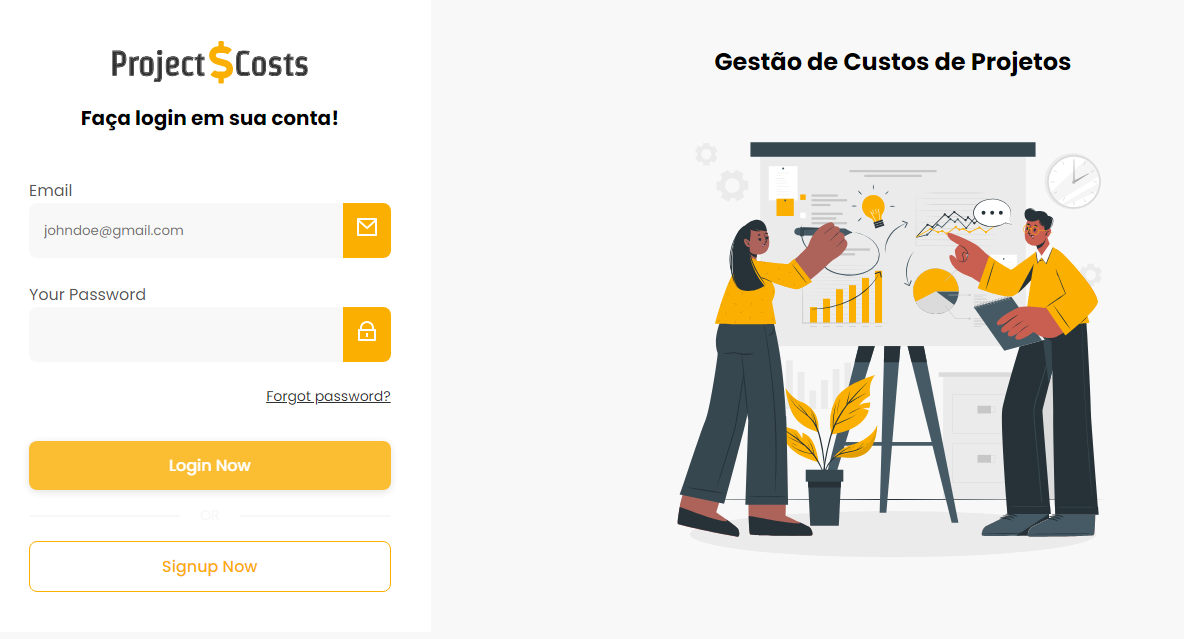 Project$Costs
Faça login em sua conta!
Email
johndoe@gmail.com
Your Password
Forgot password?
Login Now
OR
Signup Now
Gestão de Custos de Projetos